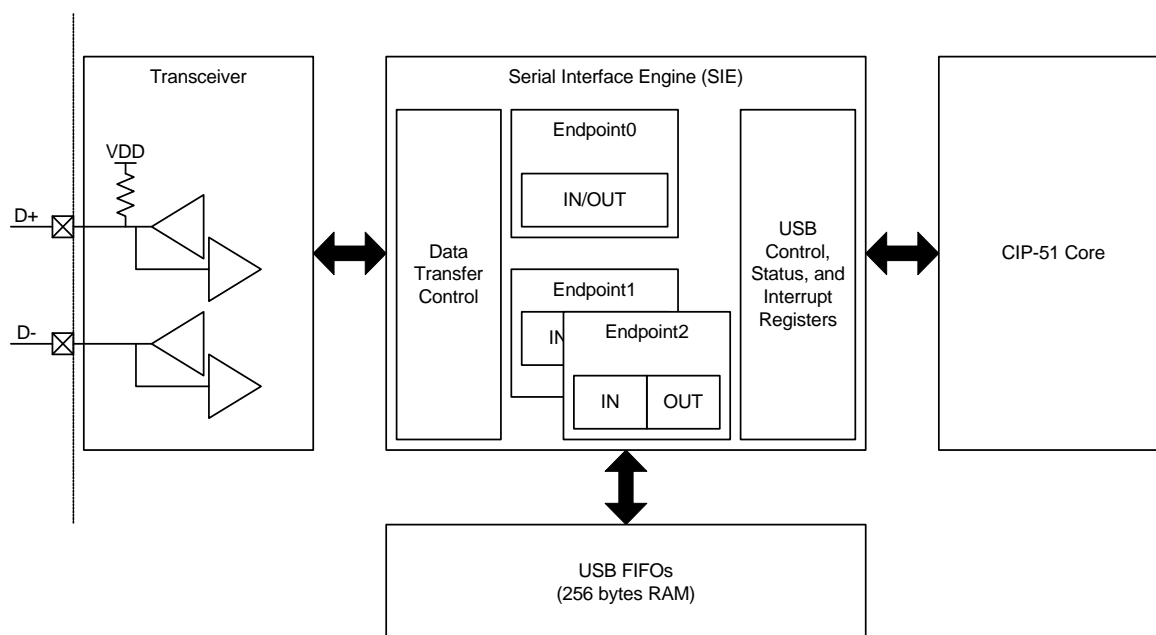 Transceiver
VDD
D+
D-
Serial Interface Engine (SIE)
Data
Transfer
Control
Endpoint0
IN/OUT
Endpoint1
IN
Endpoint2
IN OUT
USB
Control,
Status, and
Interrupt
Registers
CIP-51 Core
USB FIFOs
(256 bytes RAM)